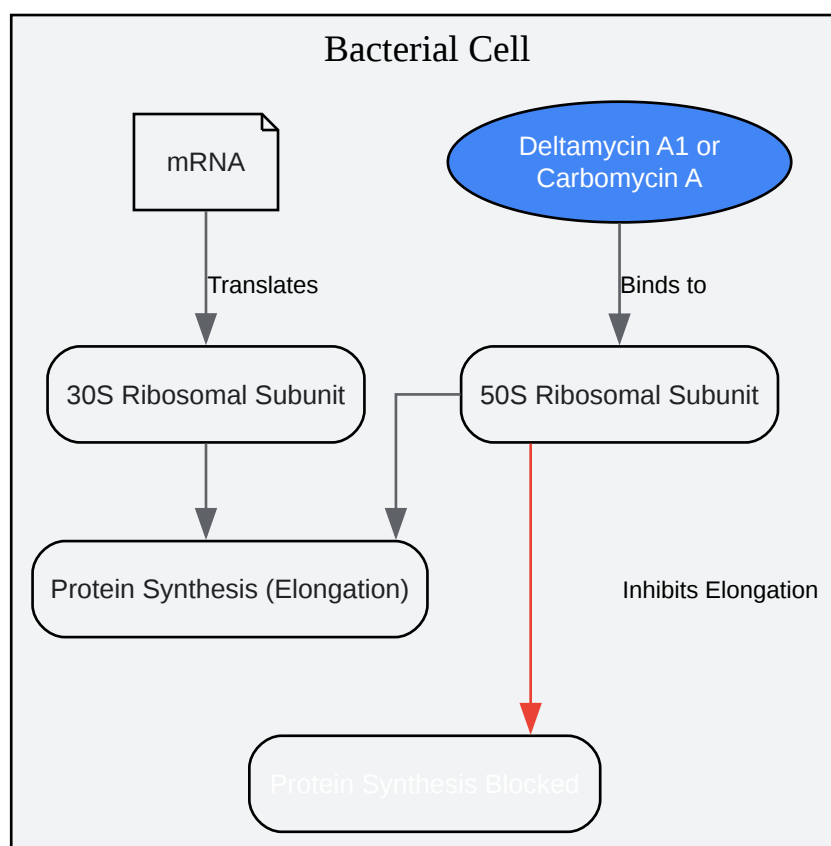 Bacterial Cell
mRNA
Deltamycin A1 or
Carbomycin A
Translates
Binds to
30S Ribosomal Subunit
50S Ribosomal Subunit
Protein Synthesis (Elongation)
Inhibits Elongation
Protein Synthesis Blocked